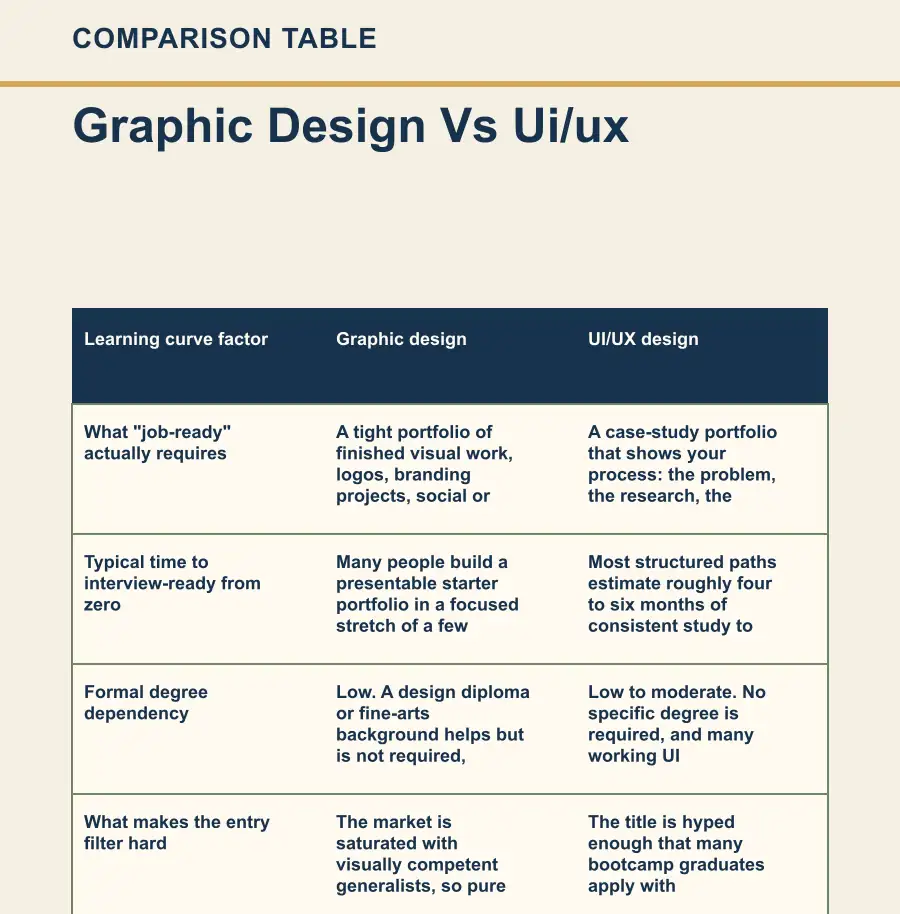 COMPARISON TABLE
Graphic Design Vs Ui/ux
Learning curve factor
Graphic design
UI/UX design
What "job-ready"
actually requires
A tight portfolio of
finished visual work,
logos, branding
projects, social or
A case-study portfolio
that shows your
process: the problem,
the research, the
Typical time to
interview-ready from
zero
Many people build a
presentable starter
portfolio in a focused
stretch of a few
Most structured paths
estimate roughly four
to six months of
consistent study to
Formal degree
dependency
Low. A design diploma
or fine-arts
background helps but
is not required,
Low to moderate. No
specific degree is
required, and many
working UI
What makes the entry
filter hard
The market is
saturated with
visually competent
generalists, so pure
The title is hyped
enough that many
bootcamp graduates
apply with